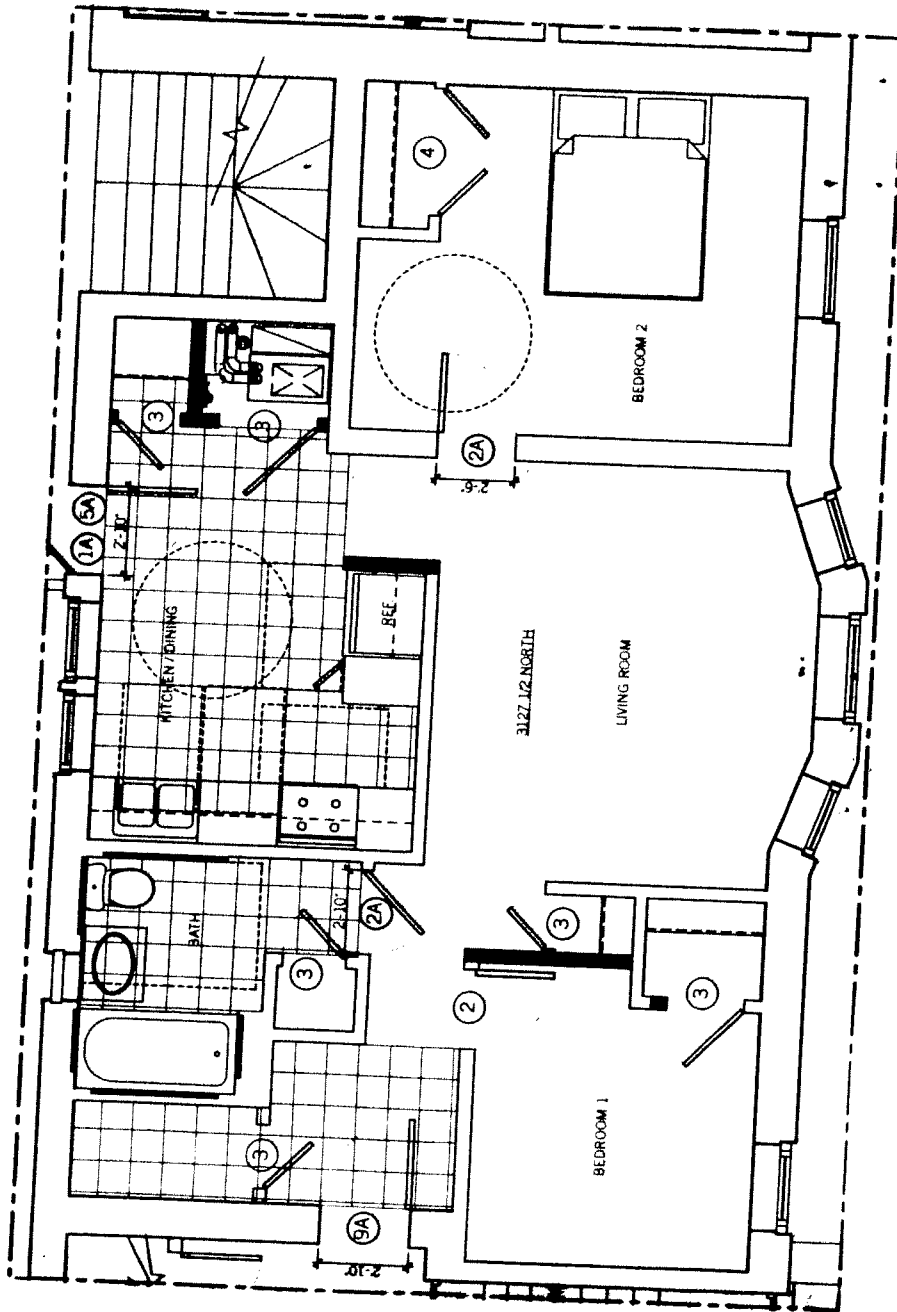 1A 5A
2'-10"
3
KITCHEN / DINING
BATH
3
3
3
2'-10"
9A
2'-10"
2A
REF
4
2
2A
2'-6"
3127 1/2 NORTH
3
BEDROOM 1
LIVING ROOM
BEDROOM 2
3